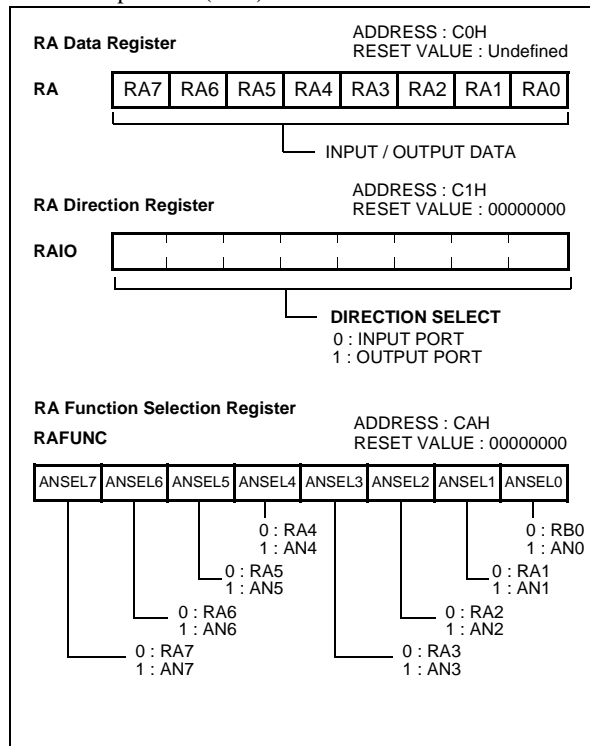 RA Data Register
ADDRESS : C0H
RESET VALUE : Undefined
RA
RA7 RA6 RA5 RA4 RA3 RA2 RA1 RA0
INPUT / OUTPUT DATA
RA Direction Register
ADDRESS : C1H
RESET VALUE : 00000000
RAIO
DIRECTION SELECT
0 : INPUT PORT
1 : OUTPUT PORT
RA Function Selection Register
RAFUNC
ADDRESS : CAH
RESET VALUE : 00000000
ANSEL7 ANSEL6 ANSEL5 ANSEL4 ANSEL3 ANSEL2 ANSEL1 ANSEL0
0 : RA4
1 : AN4
0 : RB0
1 : AN0
0 : RA5
1 : AN5
0 : RA1
1 : AN1
0 : RA6
1 : AN6
0 : RA2
1 : AN2
0 : RA7
1 : AN7
0 : RA3
1 : AN3